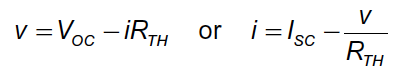 v = V_OC − iR_TH or i = I_SC − v/R_TH